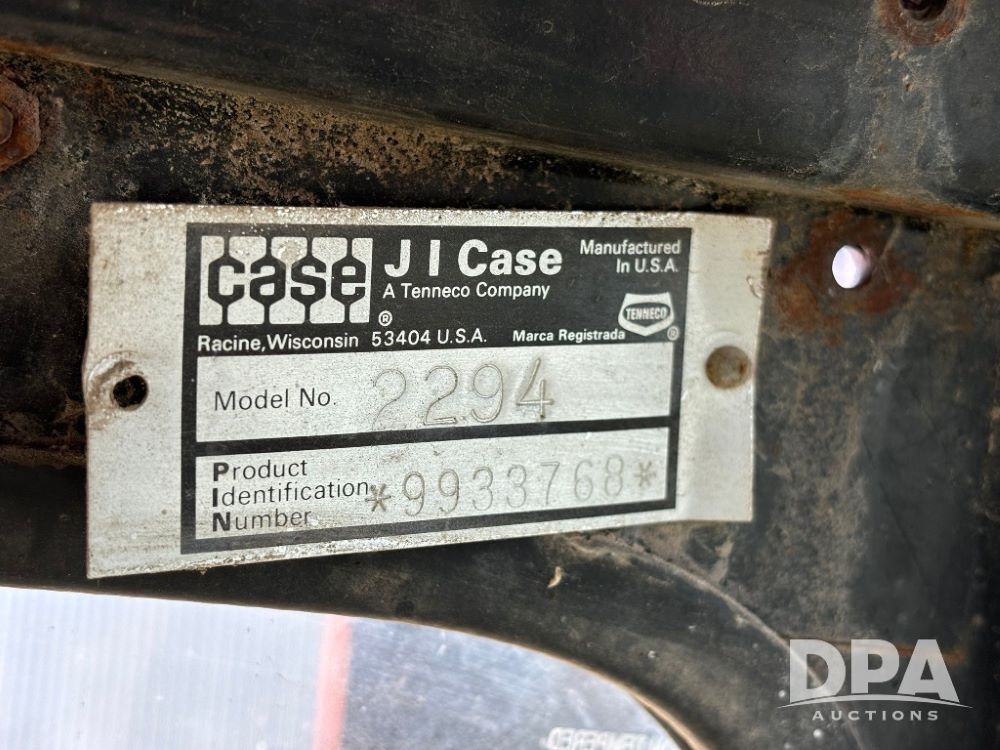 case
®
J I Case
A Tenneco Company
Manufactured
In U.S.A.
TENNECO
®
Racine, Wisconsin 53404 U.S.A.
Marca Registrada
Model No. 2294
Product
Identification
Number
*9933768*
DPA
AUCTIONS